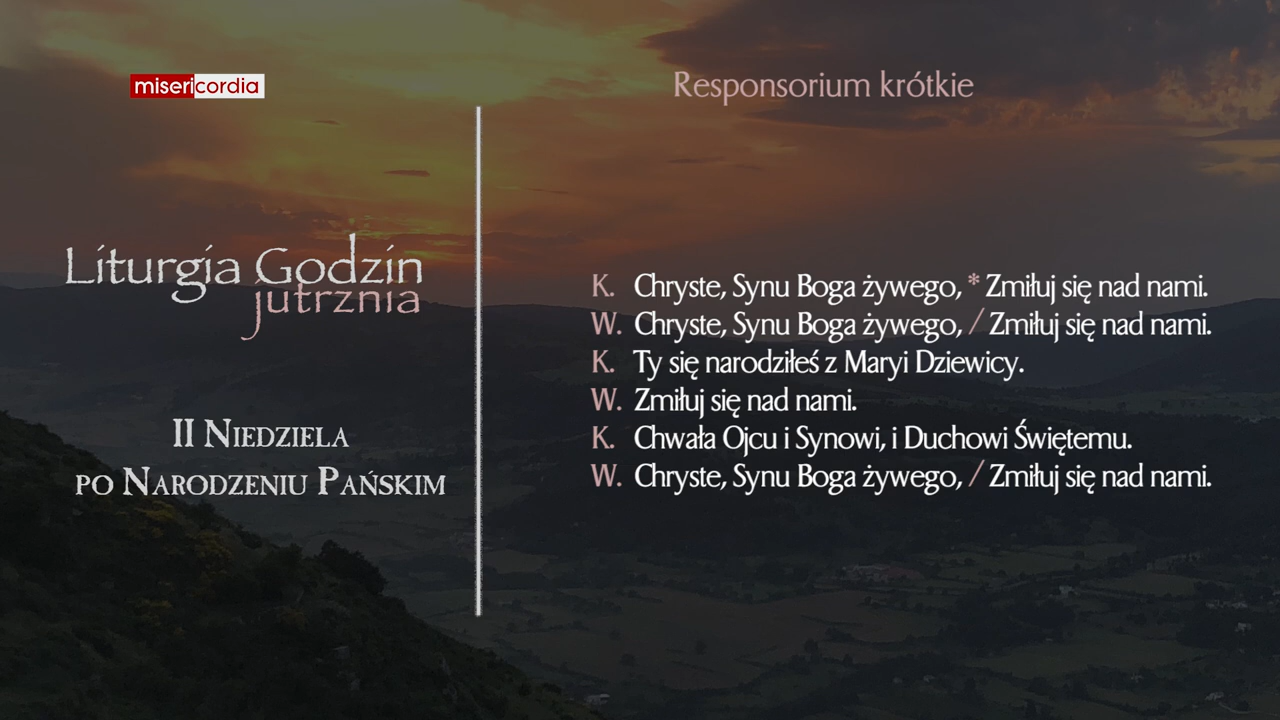 misericordia
Liturgia Godzin
jutrznia
II Niedziela
po Narodzeniu Pańskim
Responsorium krótkie
K. Chryste, Synu Boga żywego, * Zmiłuj się nad nami.
W. Chryste, Synu Boga żywego, / Zmiłuj się nad nami.
K. Ty się narodziłeś z Maryi Dziewicy.
W. Zmiłuj się nad nami.
K. Chwała Ojcu i Synowi, i Duchowi Świętemu.
W. Chryste, Synu Boga żywego, / Zmiłuj się nad nami.